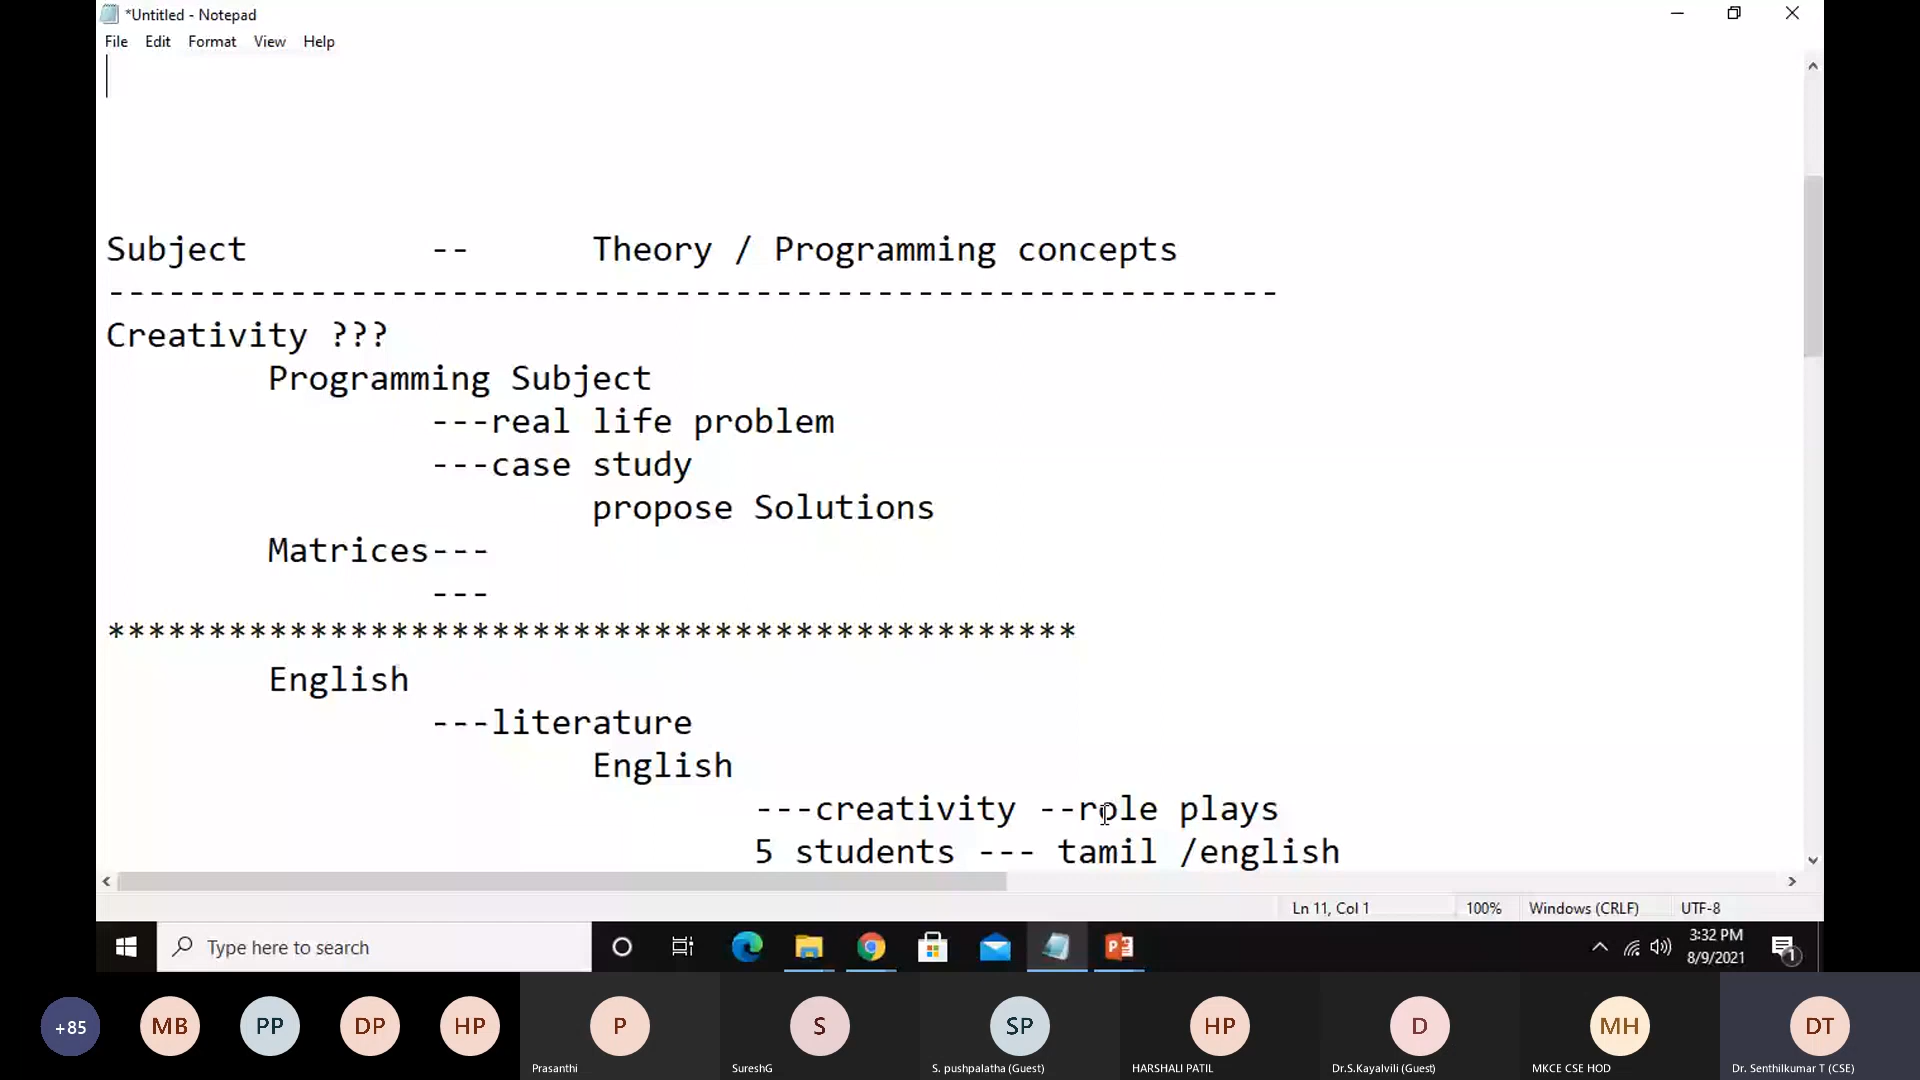 *Untitled - Notepad
File Edit Format View Help
Subject -- Theory / Programming concepts
----------------------------------------------------------
Creativity ???
Programming Subject
---real life problem
---case study
propose Solutions
Matrices---
---
************************************************
English
---literature
English
---creativity --role plays
5 students --- tamil /english
Ln 11, Col 1 100% Windows (CRLF) UTF-8
Type here to search
3:32 PM
8/9/2021
1
+85 MB PP DP HP P S SP HP D MH DT
Prasanthi SureshG S. pushpalatha (Guest) HARSHALI PATIL Dr.S.Kayalvili (Guest) MKCE CSE HOD Dr. Senthilkumar T (CSE)